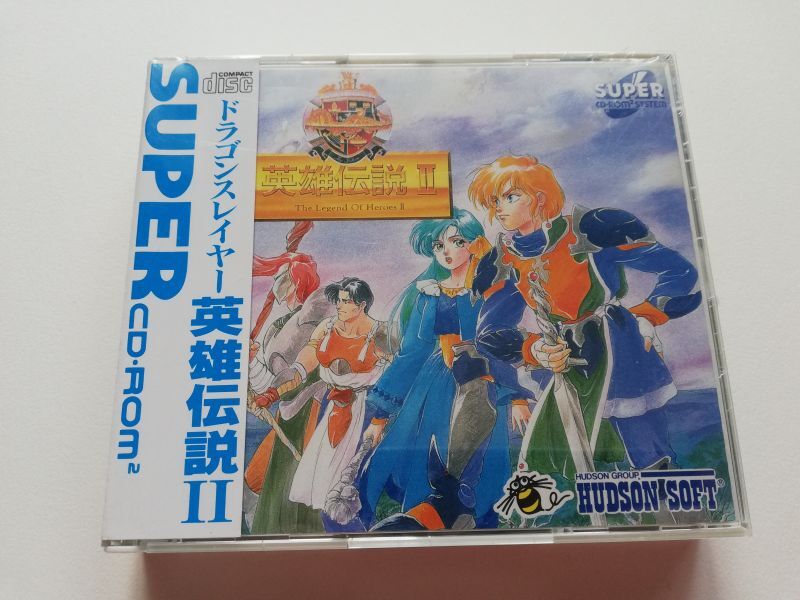 COMPACT
disc
SUPER
CD-ROM²
ドラゴンスレイヤー 英雄伝説II
英雄伝説 II
The Legend Of Heroes II
SUPER
CD-ROM² SYSTEM
HUDSON GROUP
HUDSON SOFT®